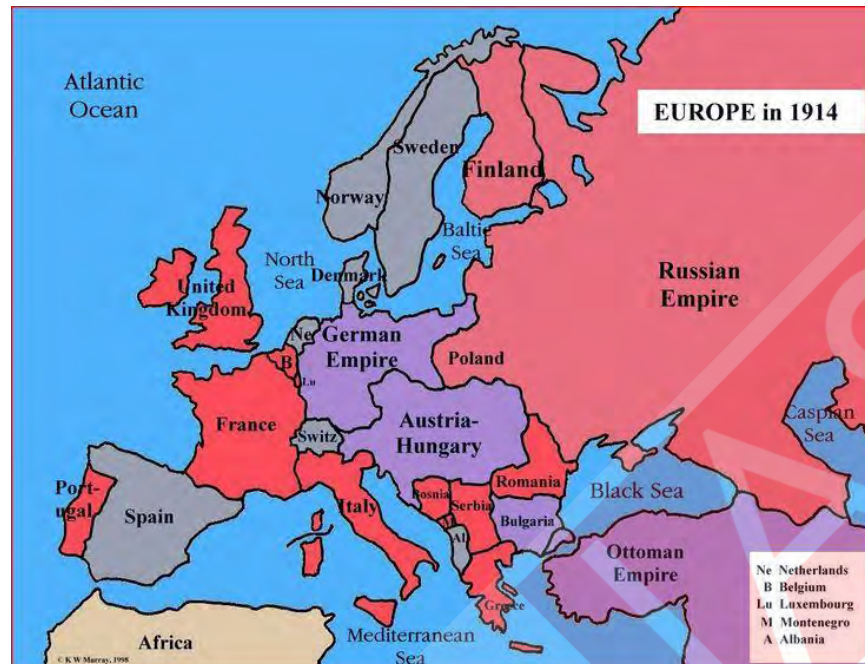 EUROPE in 1914
Atlantic
Ocean
Sweden
Norway
Finland
Baltic
Sea
North
Sea
Denmark
Russian
Empire
United
Kingdom
Ne
German
Empire
B
Lu
Poland
France
Switz
Austria-
Hungary
Caspian
Sea
Port-
ugal
Spain
Italy
Bosnia
Serbia
Romania
M
Al
Bulgaria
Black Sea
Ottoman
Empire
Greece
Africa
Mediterranean
Sea
Ne Netherlands
B Belgium
Lu Luxembourg
M Montenegro
A Albania
© K W Murray, 1998